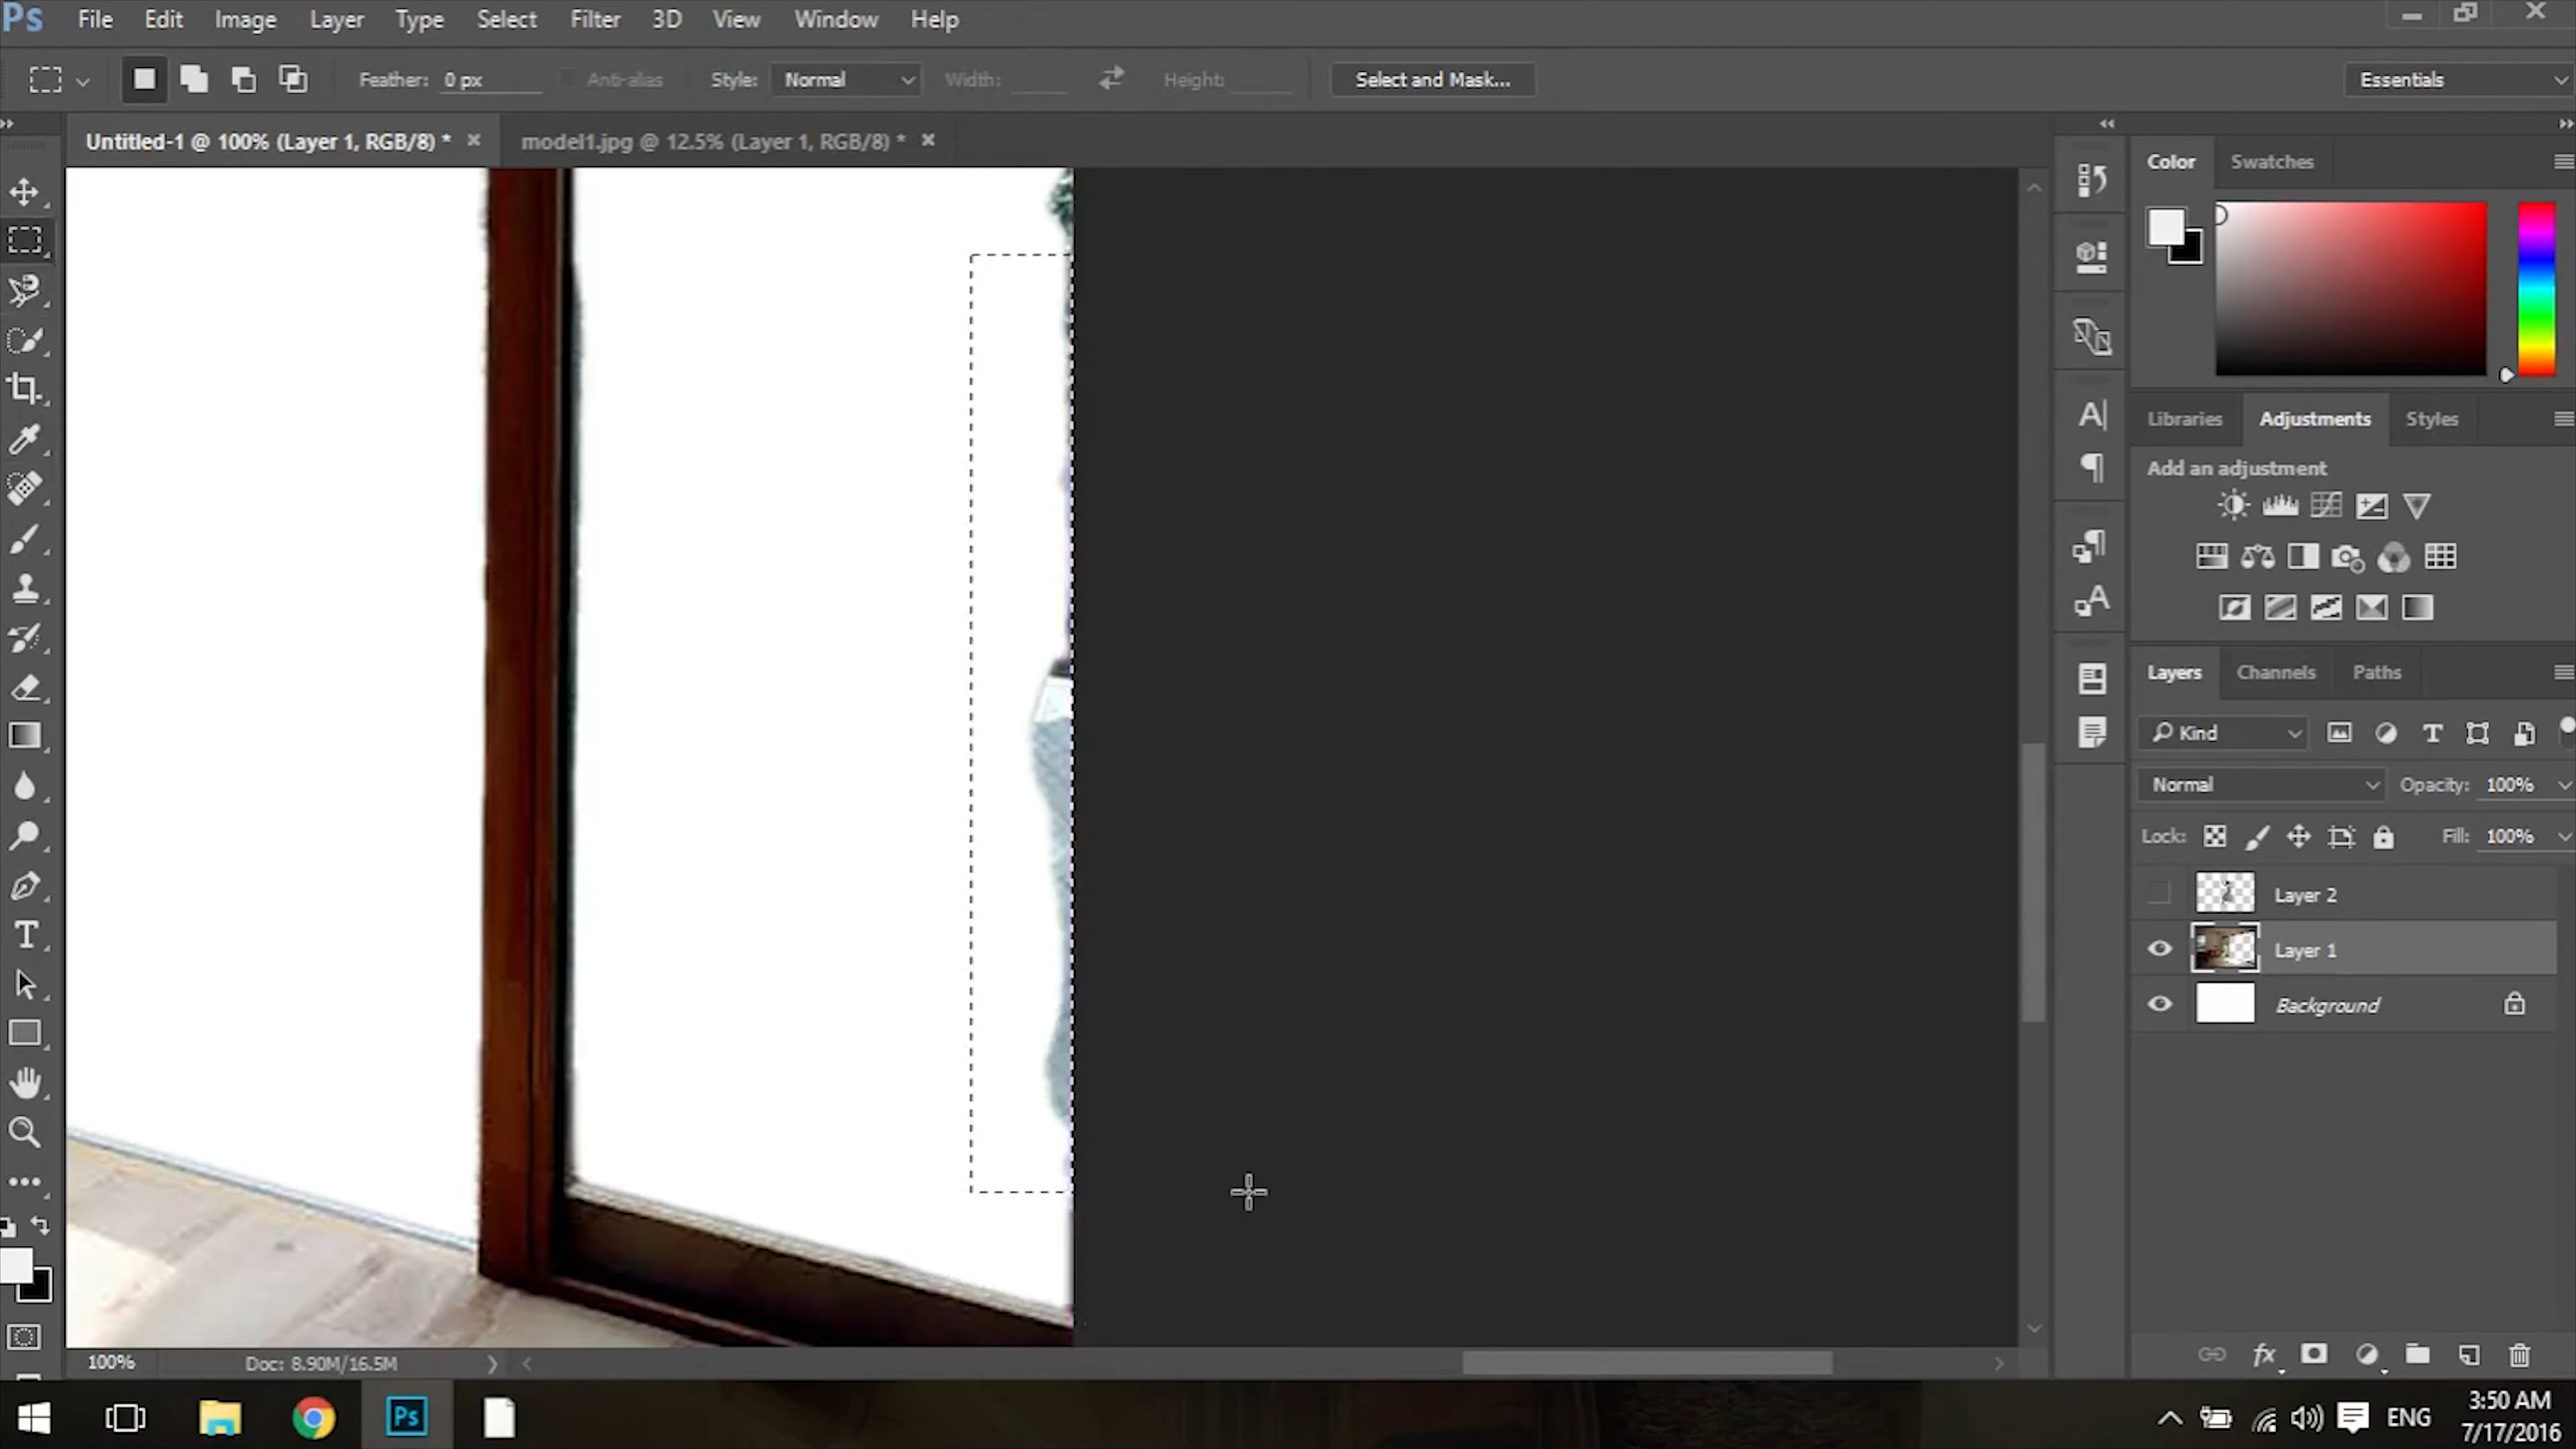 Ps File Edit Image Layer Type Select Filter 3D View Window Help
Feather: 0 px Anti-alias Style: Normal Width: Height: Select and Mask... Essentials
Untitled-1 @ 100% (Layer 1, RGB/8) * model1.jpg @ 12.5% (Layer 1, RGB/8) *
Color Swatches
Libraries Adjustments Styles
Add an adjustment
Layers Channels Paths
Kind
Normal Opacity: 100%
Lock: Fill: 100%
Layer 2
Layer 1
Background
100% Doc: 8.90M/16.5M
Ps
ENG
3:50 AM
7/17/2016